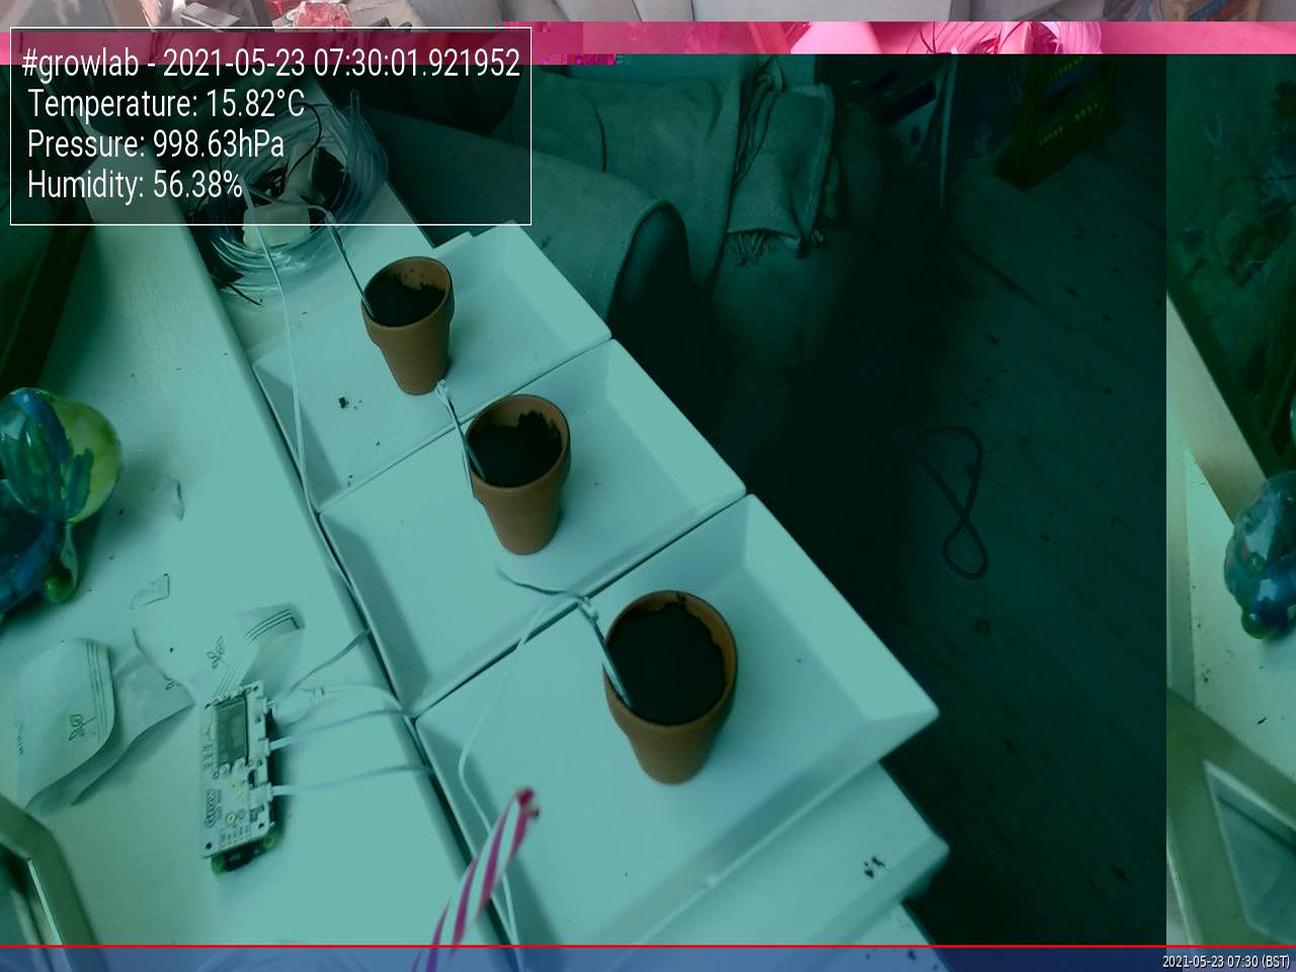 #growlab - 2021-05-23 07:30:01.921952
Temperature: 15.82°C
Pressure: 998.63hPa
Humidity: 56.38%
2021-05-23 07:30 (BST)